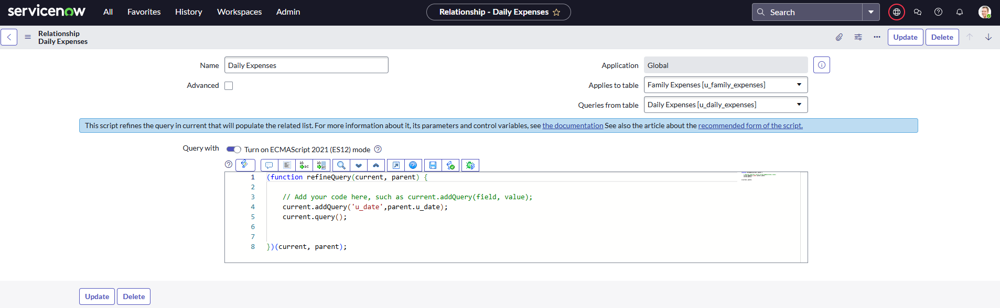 servicenow All Favorites History Workspaces Admin Relationship - Daily Expenses Search
Relationship
Daily Expenses
Update Delete
Name Daily Expenses
Application Global
Advanced
Applies to table Family Expenses [u_family_expenses]
Queries from table Daily Expenses [u_daily_expenses]
This script refines the query in current that will populate the related list. For more information about it, its parameters and control variables, see the documentation See also the article about the recommended form of the script.
Query with Turn on ECMAScript 2021 (ES12) mode
1 (function refineQuery(current, parent) {
2
3 // Add your code here, such as current.addQuery(field, value);
4 current.addQuery('u_date',parent.u_date);
5 current.query();
6
7
8 })(current, parent);
Update Delete